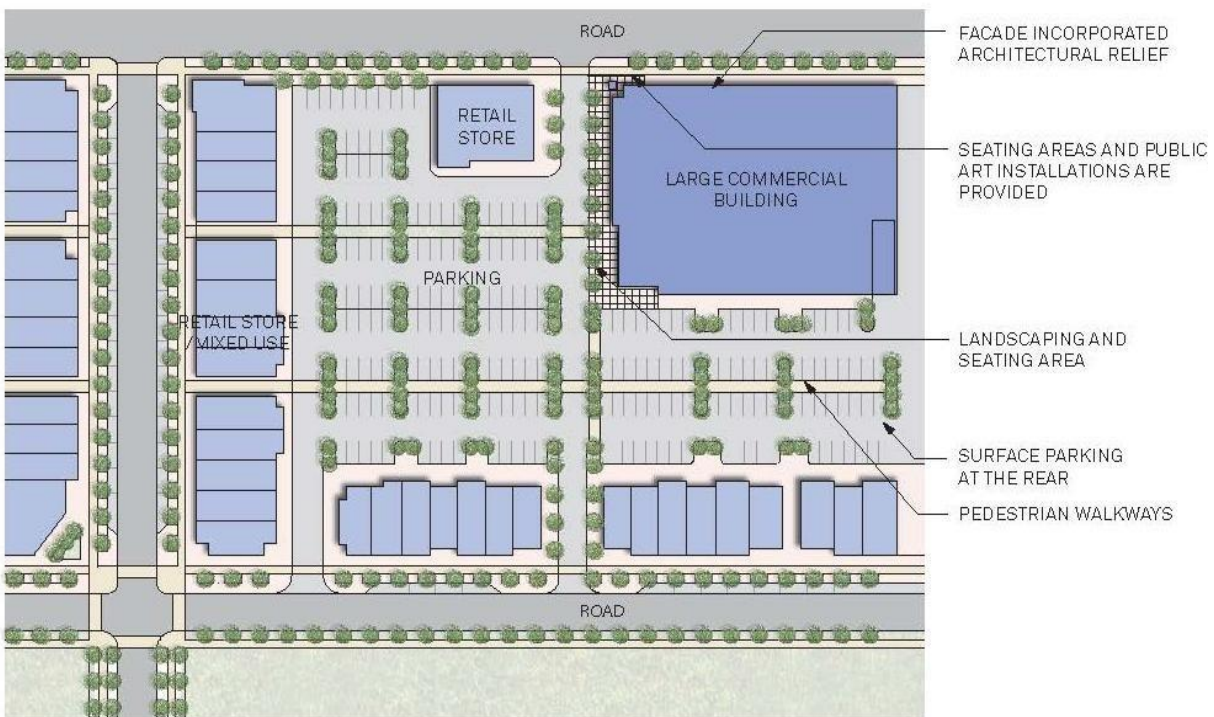 ROAD
FACADE INCORPORATED
ARCHITECTURAL RELIEF
RETAIL
STORE
SEATING AREAS AND PUBLIC
ART INSTALLATIONS ARE
PROVIDED
LARGE COMMERCIAL
BUILDING
PARKING
RETAIL STORE
/MIXED USE
LANDSCAPING AND
SEATING AREA
SURFACE PARKING
AT THE REAR
PEDESTRIAN WALKWAYS
ROAD